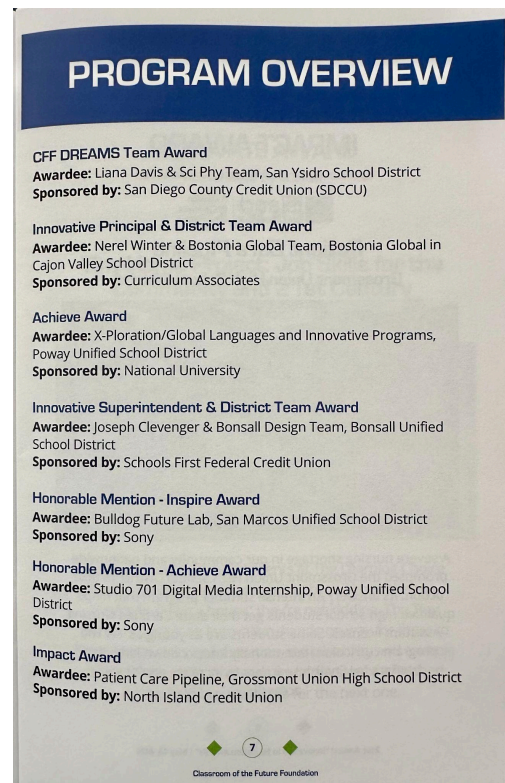 PROGRAM OVERVIEW
CFF DREAMS Team Award
Awardee: Liana Davis & Sci Phy Team, San Ysidro School District
Sponsored by: San Diego County Credit Union (SDCCU)
Innovative Principal & District Team Award
Awardee: Nerel Winter & Bostonia Global Team, Bostonia Global in
Cajon Valley School District
Sponsored by: Curriculum Associates
Achieve Award
Awardee: X-Ploration/Global Languages and Innovative Programs,
Poway Unified School District
Sponsored by: National University
Innovative Superintendent & District Team Award
Awardee: Joseph Clevenger & Bonsall Design Team, Bonsall Unified
School District
Sponsored by: Schools First Federal Credit Union
Honorable Mention - Inspire Award
Awardee: Bulldog Future Lab, San Marcos Unified School District
Sponsored by: Sony
Honorable Mention - Achieve Award
Awardee: Studio 701 Digital Media Internship, Poway Unified School
District
Sponsored by: Sony
Impact Award
Awardee: Patient Care Pipeline, Grossmont Union High School District
Sponsored by: North Island Credit Union
7
Classroom of the Future Foundation